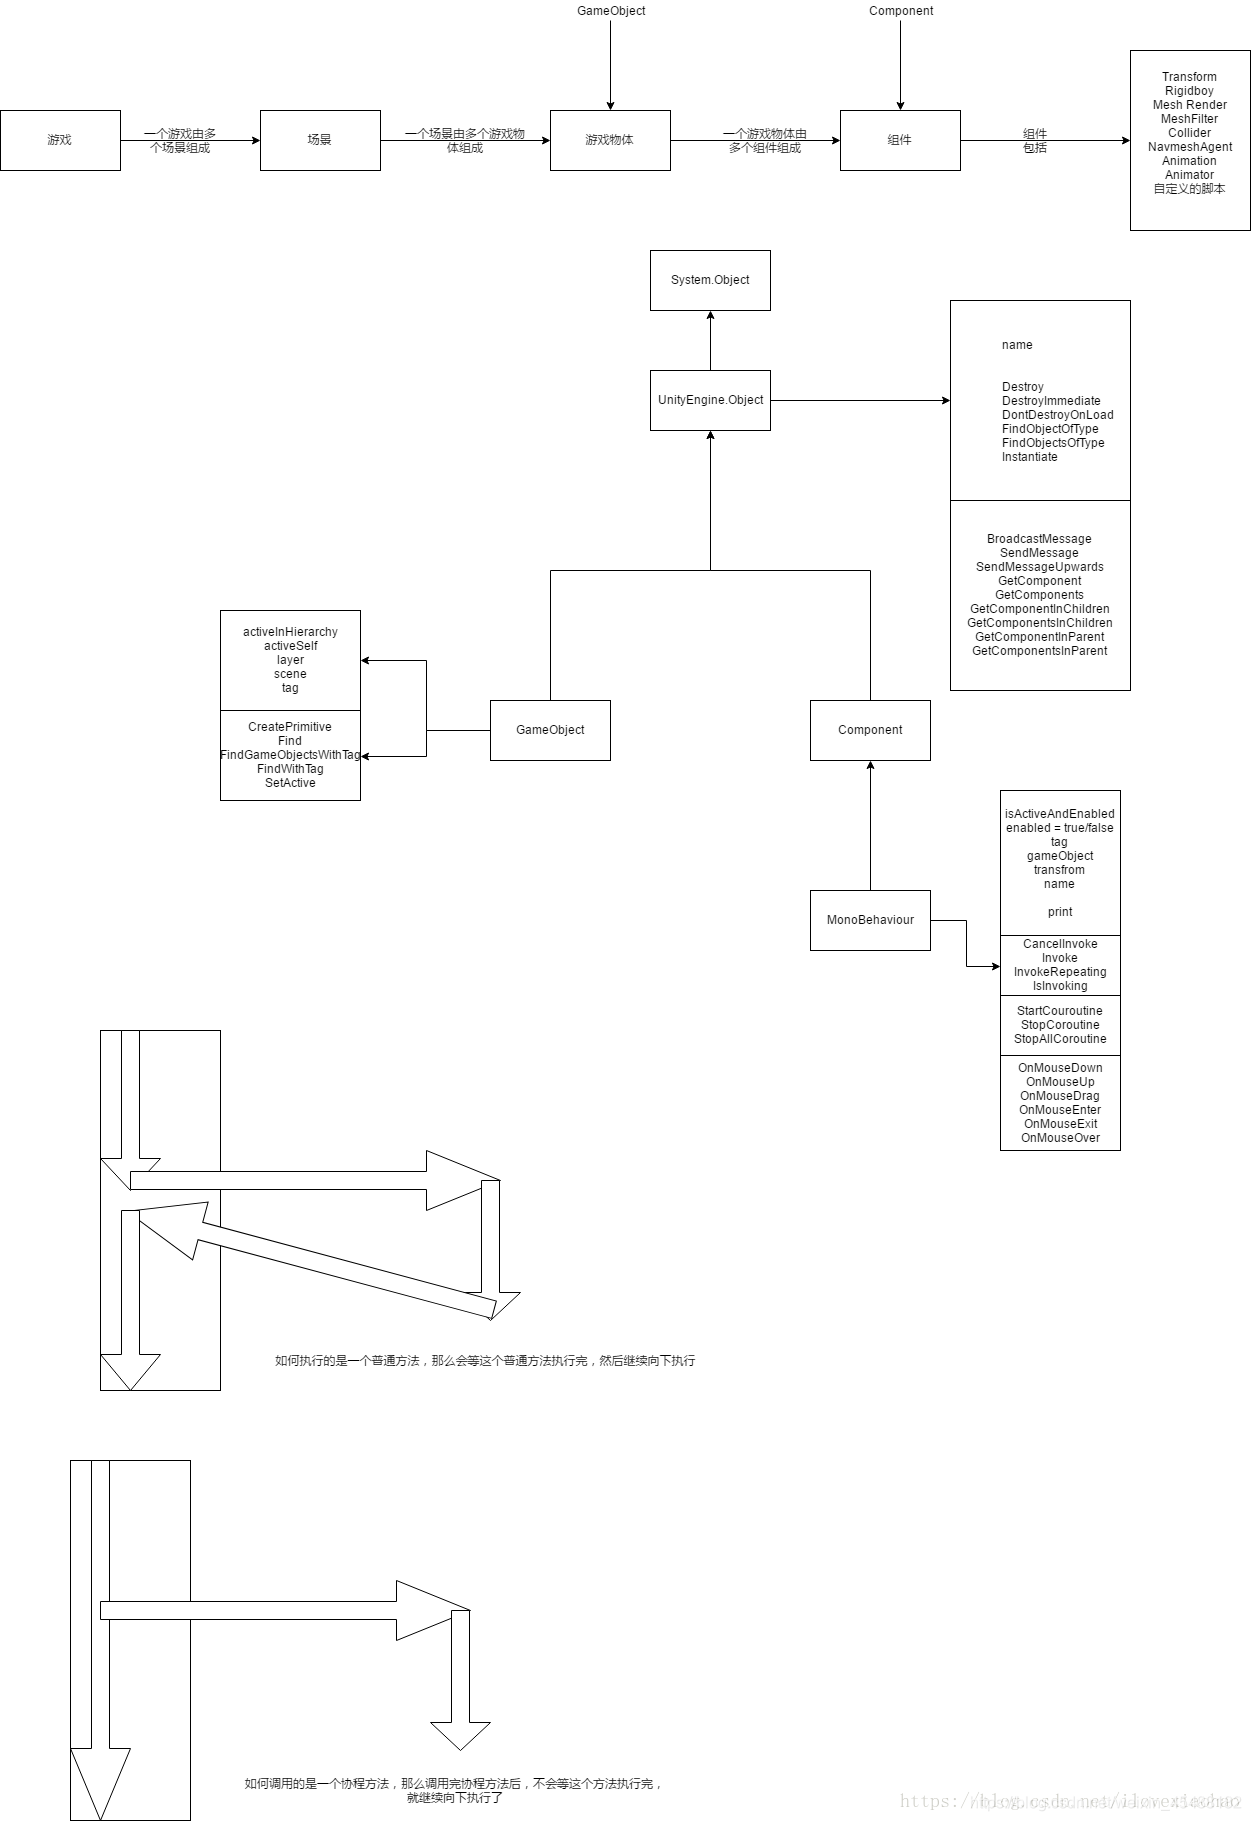 GameObject
Component
游戏
一个游戏由多
个场景组成
场景
一个场景由多个游戏物
体组成
游戏物体
一个游戏物体由
多个组件组成
组件
组件
包括
Transform
Rigidboy
Mesh Render
MeshFilter
Collider
NavmeshAgent
Animation
Animator
自定义的脚本
System.Object
UnityEngine.Object
name
Destroy
DestroyImmediate
DontDestroyOnLoad
FindObjectOfType
FindObjectsOfType
Instantiate
BroadcastMessage
SendMessage
SendMessageUpwards
GetComponent
GetComponents
GetComponentInChildren
GetComponentsInChildren
GetComponentInParent
GetComponentsInParent
activeInHierarchy
activeSelf
layer
scene
tag
CreatePrimitive
Find
FindGameObjectsWithTag
FindWithTag
SetActive
GameObject
Component
MonoBehaviour
isActiveAndEnabled
enabled = true/false
tag
gameObject
transfrom
name
print
CancelInvoke
Invoke
InvokeRepeating
IsInvoking
StartCouroutine
StopCoroutine
StopAllCoroutine
OnMouseDown
OnMouseUp
OnMouseDrag
OnMouseEnter
OnMouseExit
OnMouseOver
如何执行的是一个普通方法，那么会等这个普通方法执行完，然后继续向下执行
如何调用的是一个协程方法，那么调用完协程方法后，不会等这个方法执行完，
就继续向下执行了